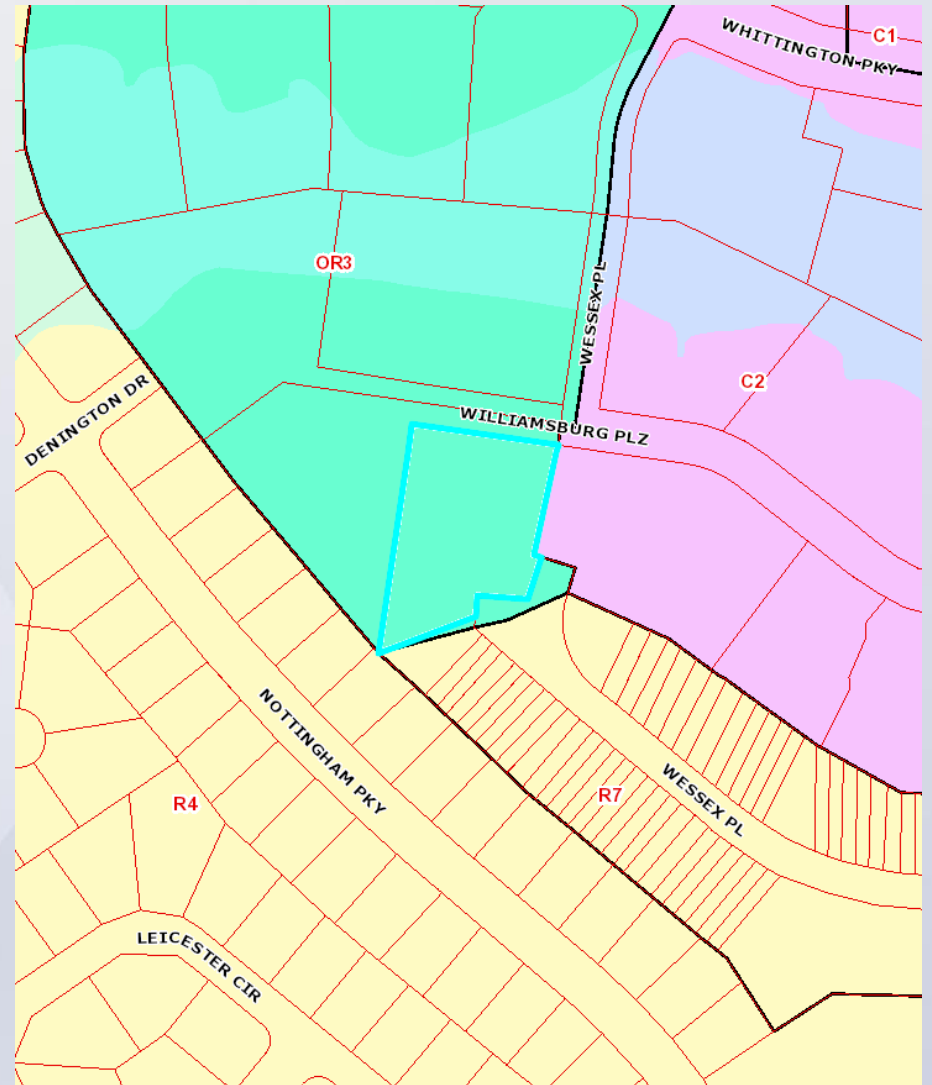 WHITTINGTON PKY
C1
OR3
WESSEX PL
C2
DENINGTON DR
WILLIAMSBURG PLZ
NOTTINGHAM PKY
WESSEX PL
R7
R4
LEICESTER CIR